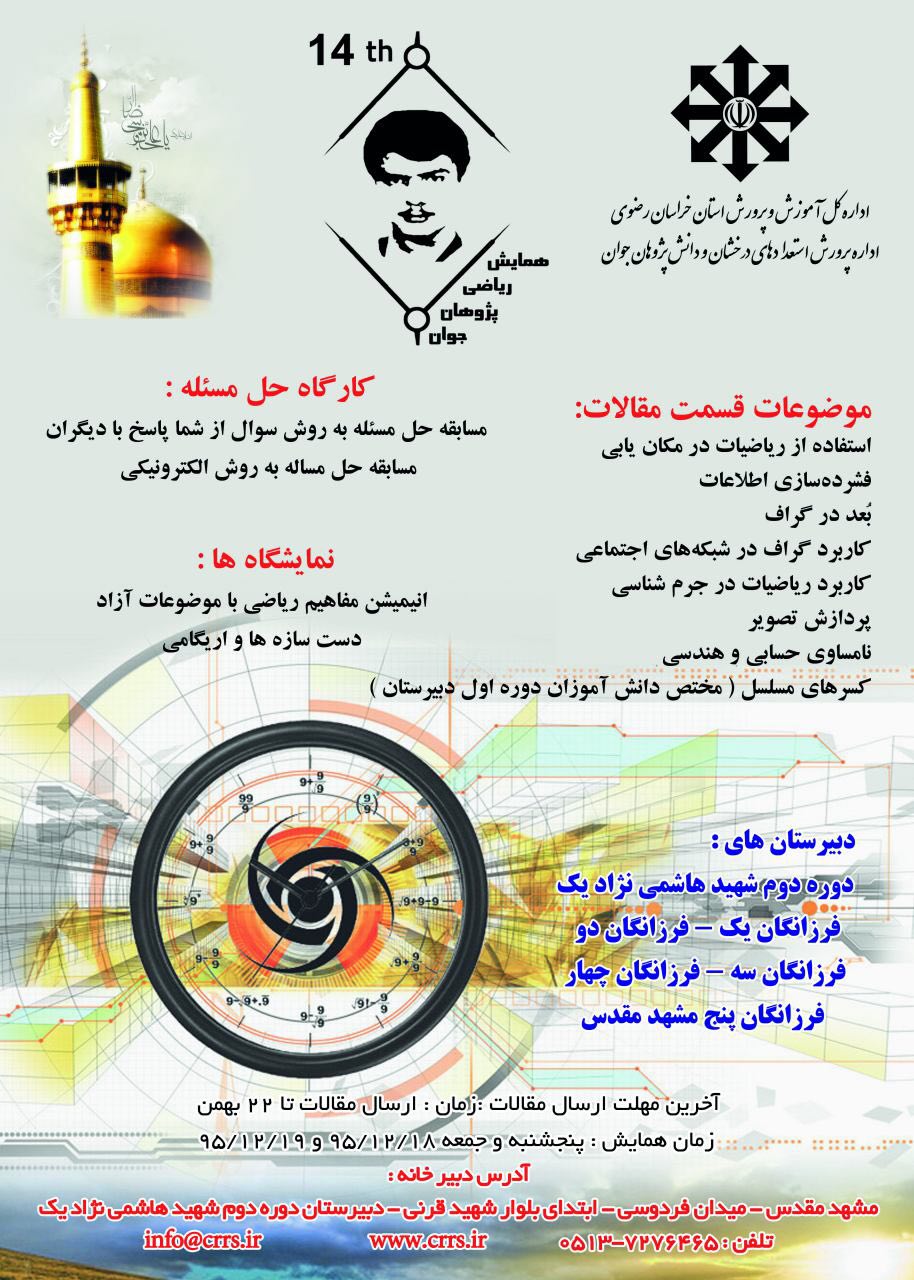 14 th
همایش
ریاضی
پژوهان
جوان
اداره کل آموزش و پرورش استان خراسان رضوی
اداره پرورش استعدادهای درخشان و دانش پژوهان جوان
موضوعات قسمت مقالات:
استفاده از ریاضیات در مکان یابی
فشرده‌سازی اطلاعات
بُعد در گراف
کاربرد گراف در شبکه‌های اجتماعی
کاربرد ریاضیات در جرم شناسی
پردازش تصویر
نامساوی حسابی و هندسی
کسرهای مسلسل ( مختص دانش آموزان دوره اول دبیرستان )
کارگاه حل مسئله :
مسابقه حل مسئله به روش سوال از شما پاسخ با دیگران
مسابقه حل مساله به روش الکترونیکی
نمایشگاه ها :
انیمیشن مفاهیم ریاضی با موضوعات آزاد
دست سازه ها و اریگامی
دبیرستان های :
دوره دوم شهید هاشمی نژاد یک
فرزانگان یک – فرزانگان دو
فرزانگان سه – فرزانگان چهار
فرزانگان پنج مشهد مقدس
آخرین مهلت ارسال مقالات :زمان : ارسال مقالات تا ۲۲ بهمن
زمان همایش : پنجشنبه و جمعه ۹۵/۱۲/۱۸ و ۹۵/۱۲/۱۹
آدرس دبیر خانه :
مشهد مقدس – میدان فردوسی – ابتدای بلوار شهید قرنی – دبیرستان دوره دوم شهید هاشمی نژاد یک
تلفن : ۰۵۱۳-۷۲۷۶۴۶۵ www.crrs.ir info@crrs.ir